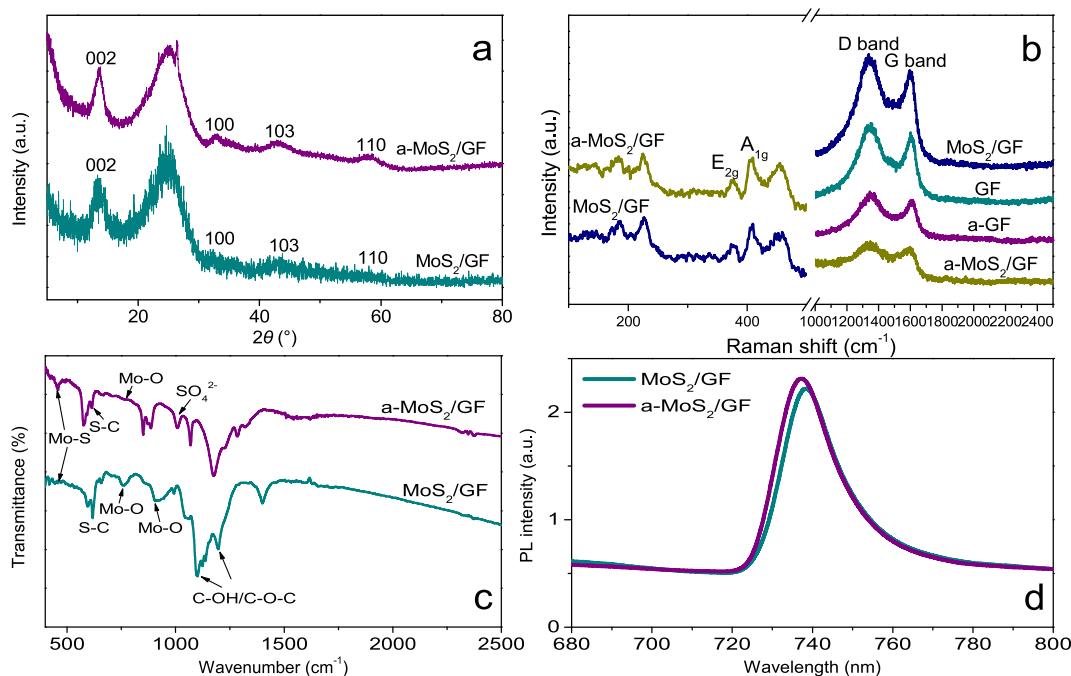 a
002
100
103
110
a-MoS₂/GF
002
100
103
110
MoS₂/GF
Intensity (a.u.)
20
40
60
80
2θ (°)
b
D band
G band
a-MoS₂/GF
E₂g
A₁g
MoS₂/GF
MoS₂/GF
GF
a-GF
a-MoS₂/GF
Intensity (a.u.)
200
400
1000
1200
1400
1600
1800
2000
2200
2400
Raman shift (cm⁻¹)
Mo-O
SO₄²⁻
a-MoS₂/GF
S-C
Mo-S
MoS₂/GF
S-C
Mo-O
Mo-O
C-OH/C-O-C
c
Transmittance (%)
500
1000
1500
2000
2500
Wavenumber (cm⁻¹)
MoS₂/GF
a-MoS₂/GF
d
PL intensity (a.u.)
2
1
0
680
700
720
740
760
780
800
Wavelength (nm)